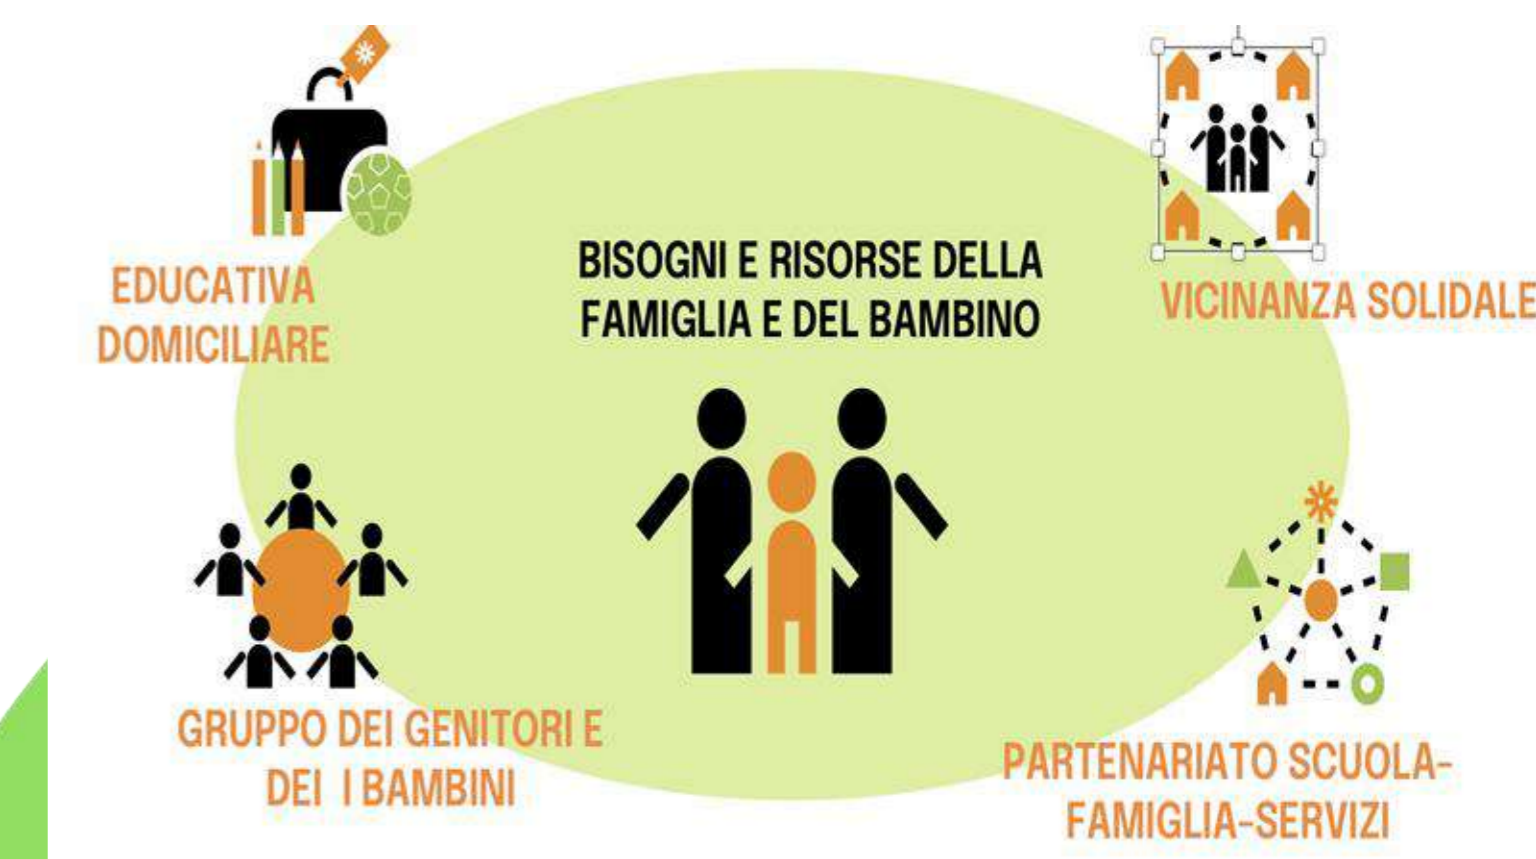 BISOGNI E RISORSE DELLA
FAMIGLIA E DEL BAMBINO
EDUCATIVA
DOMICILIARE
VICINANZA SOLIDALE
GRUPPO DEI GENITORI E
DEI I BAMBINI
PARTENARIATO SCUOLA-
FAMIGLIA-SERVIZI